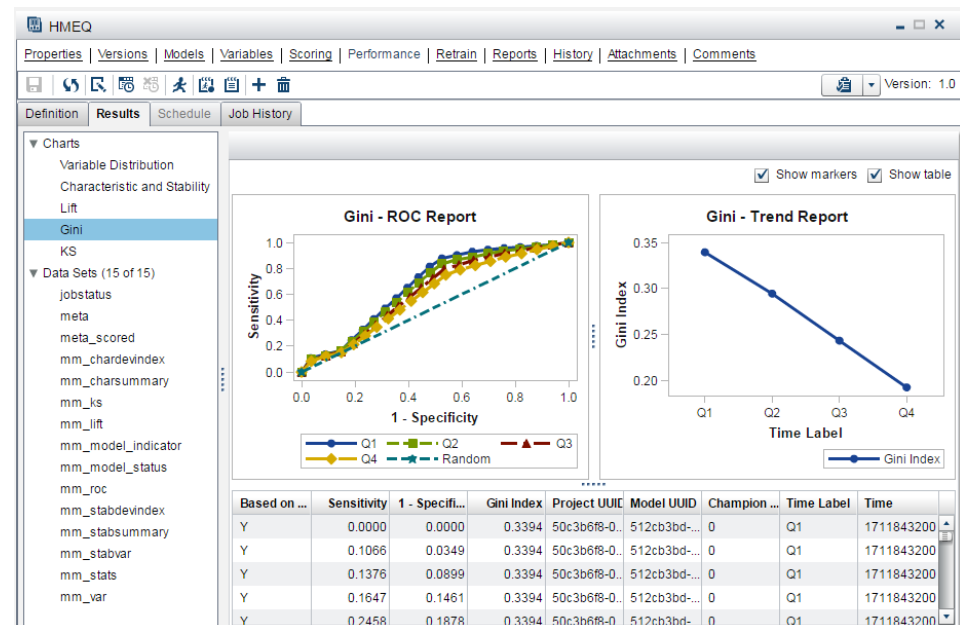 HMEQ
Properties | Versions | Models | Variables | Scoring | Performance | Retrain | Reports | History | Attachments | Comments
Version: 1.0
Definition Results Schedule Job History
Charts
Variable Distribution
Characteristic and Stability
Lift
Gini
KS
Data Sets (15 of 15)
jobstatus
meta
meta_scored
mm_chardevindex
mm_charsummary
mm_ks
mm_lift
mm_model_indicator
mm_model_status
mm_roc
mm_stabdevindex
mm_stabsummary
mm_stabvar
mm_stats
mm_var
Show markers Show table
Gini - ROC Report
Sensitivity
1.0
0.8
0.6
0.4
0.2
0.0
0.0 0.2 0.4 0.6 0.8 1.0
1 - Specificity
Q1 Q2 Q3
Q4 Random
Gini - Trend Report
Gini Index
0.35
0.30
0.25
0.20
Q1 Q2 Q3 Q4
Time Label
Gini Index
Based on ... Sensitivity 1 - Specifi... Gini Index Project UUID Model UUID Champion ... Time Label Time
Y 0.0000 0.0000 0.3394 50c3b6f8-0... 512cb3bd-... 0 Q1 1711843200
Y 0.1066 0.0349 0.3394 50c3b6f8-0... 512cb3bd-... 0 Q1 1711843200
Y 0.1376 0.0899 0.3394 50c3b6f8-0... 512cb3bd-... 0 Q1 1711843200
Y 0.1647 0.1461 0.3394 50c3b6f8-0... 512cb3bd-... 0 Q1 1711843200
Y 0.2458 0.1878 0.3394 50c3b6f8-0... 512cb3bd-... 0 Q1 1711843200